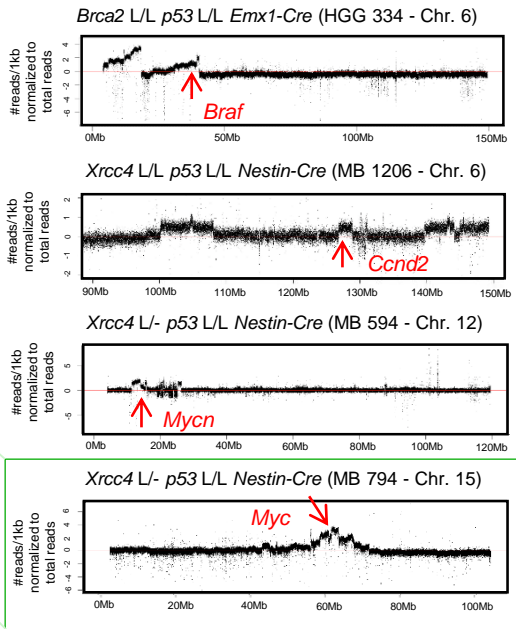 Brca2 L/L p53 L/L Emx1-Cre (HGG 334 - Chr. 6)
#reads/1kb
normalized to
total reads
4
2
0
-2
-4
-6
Braf
0Mb 50Mb 100Mb 150Mb
Xrcc4 L/L p53 L/L Nestin-Cre (MB 1206 - Chr. 6)
#reads/1kb
normalized to
total reads
2
1
0
-1
-2
Ccnd2
90Mb 100Mb 110Mb 120Mb 130Mb 140Mb 150Mb
Xrcc4 L/- p53 L/L Nestin-Cre (MB 594 - Chr. 12)
#reads/1kb
normalized to
total reads
5
0
-5
Mycn
0Mb 20Mb 40Mb 60Mb 80Mb 100Mb 120Mb
Xrcc4 L/- p53 L/L Nestin-Cre (MB 794 - Chr. 15)
#reads/1kb
normalized to
total reads
6
4
2
0
-2
-4
-6
Myc
0Mb 20Mb 40Mb 60Mb 80Mb 100Mb